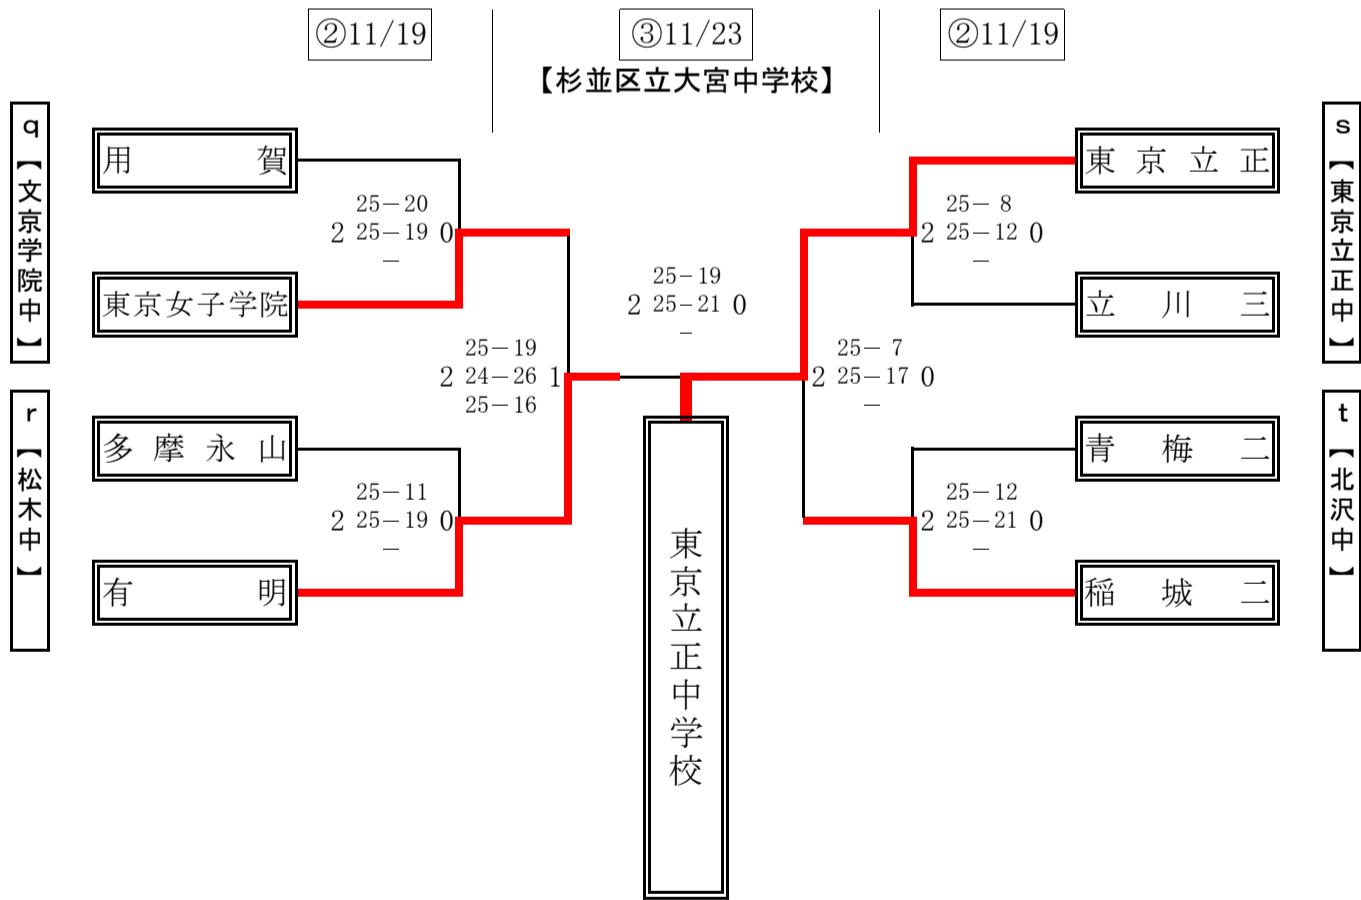 ②11/19
③11/23
②11/19
【杉並区立大宮中学校】
q【文京学院中】
r【松木中】
用賀
東京女子学院
多摩永山
有明
25－20
2 25－19 0
－
25－11
2 25－19 0
－
25－19
2 24－26 1
25－16
25－19
2 25－21 0
－
東京立正中学校
25－ 7
2 25－17 0
－
25－ 8
2 25－12 0
－
25－12
2 25－21 0
－
東京立正
立川三
青梅二
稲城二
s【東京立正中】
t【北沢中】